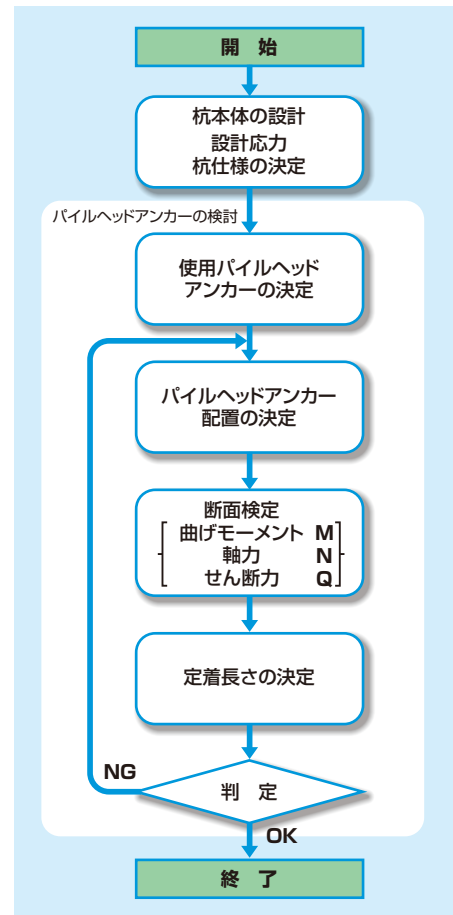 開 始
杭本体の設計
設計応力
杭仕様の決定
パイルヘッドアンカーの検討
使用パイルヘッド
アンカーの決定
パイルヘッドアンカー
配置の決定
断面検定
曲げモーメント M
軸力 N
せん断力 Q
定着長さの決定
NG
判 定
OK
終 了